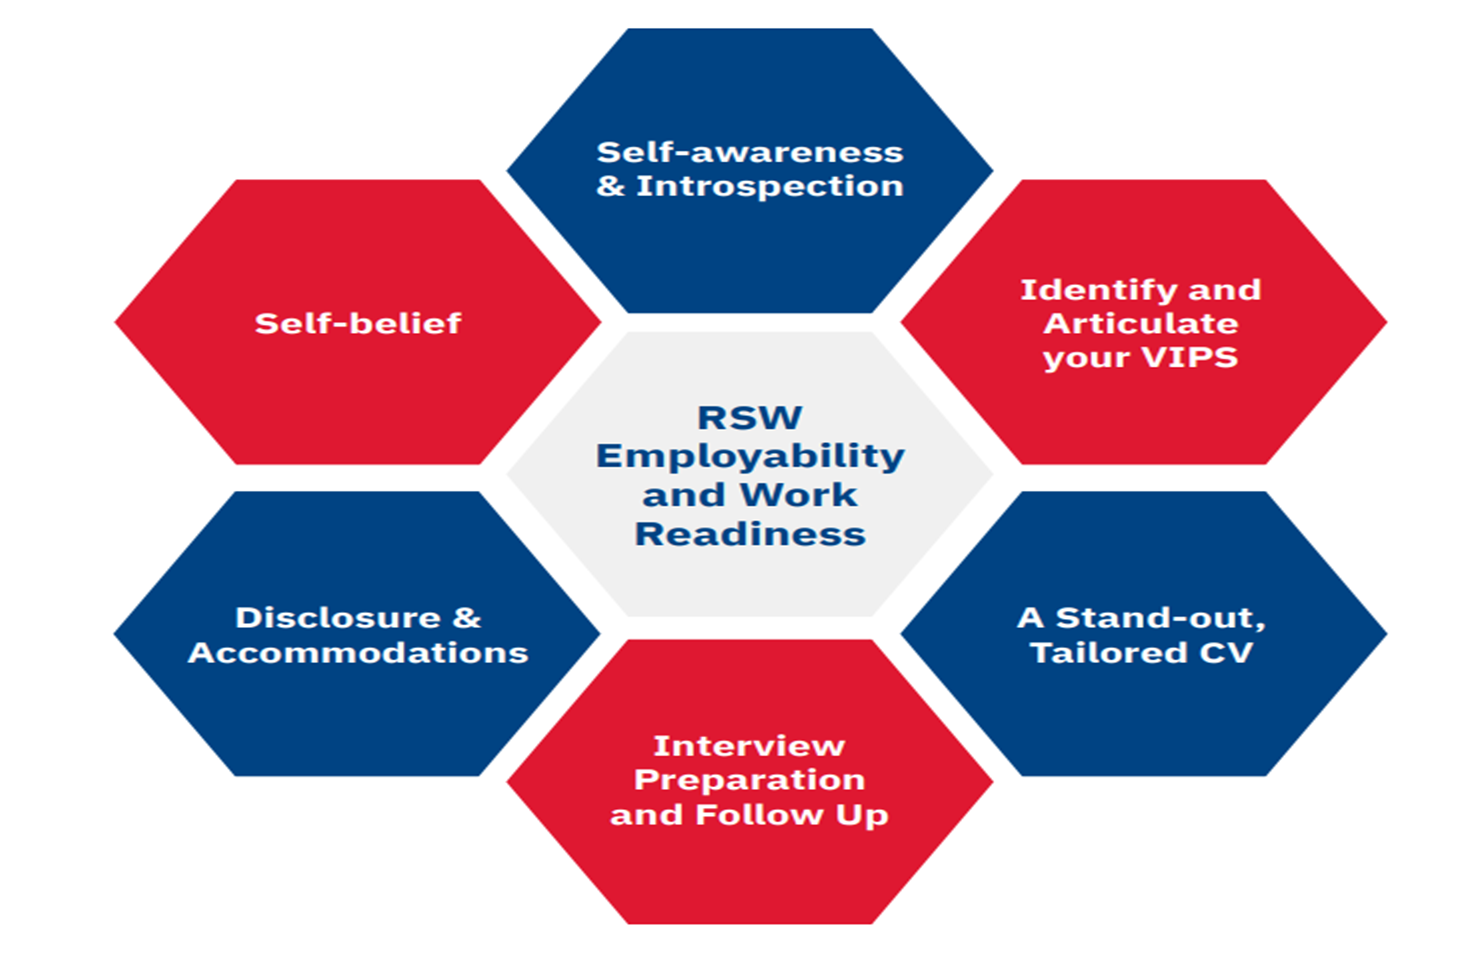 Self-awareness
& Introspection
Identify and
Articulate
your VIPS
A Stand-out,
Tailored CV
Interview
Preparation
and Follow Up
Disclosure &
Accommodations
Self-belief
RSW
Employability
and Work
Readiness